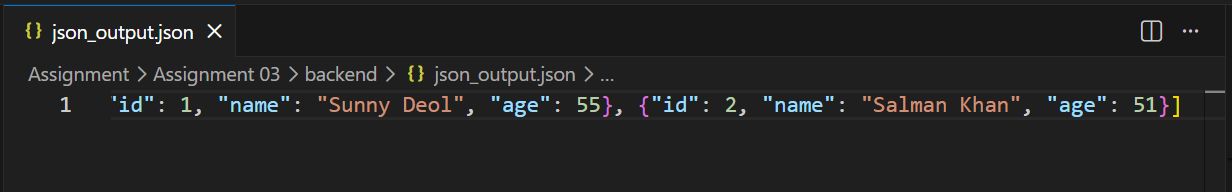 {} json_output.json ×
Assignment > Assignment 03 > backend > {} json_output.json > ...
1 "id": 1, "name": "Sunny Deol", "age": 55}, {"id": 2, "name": "Salman Khan", "age": 51}]